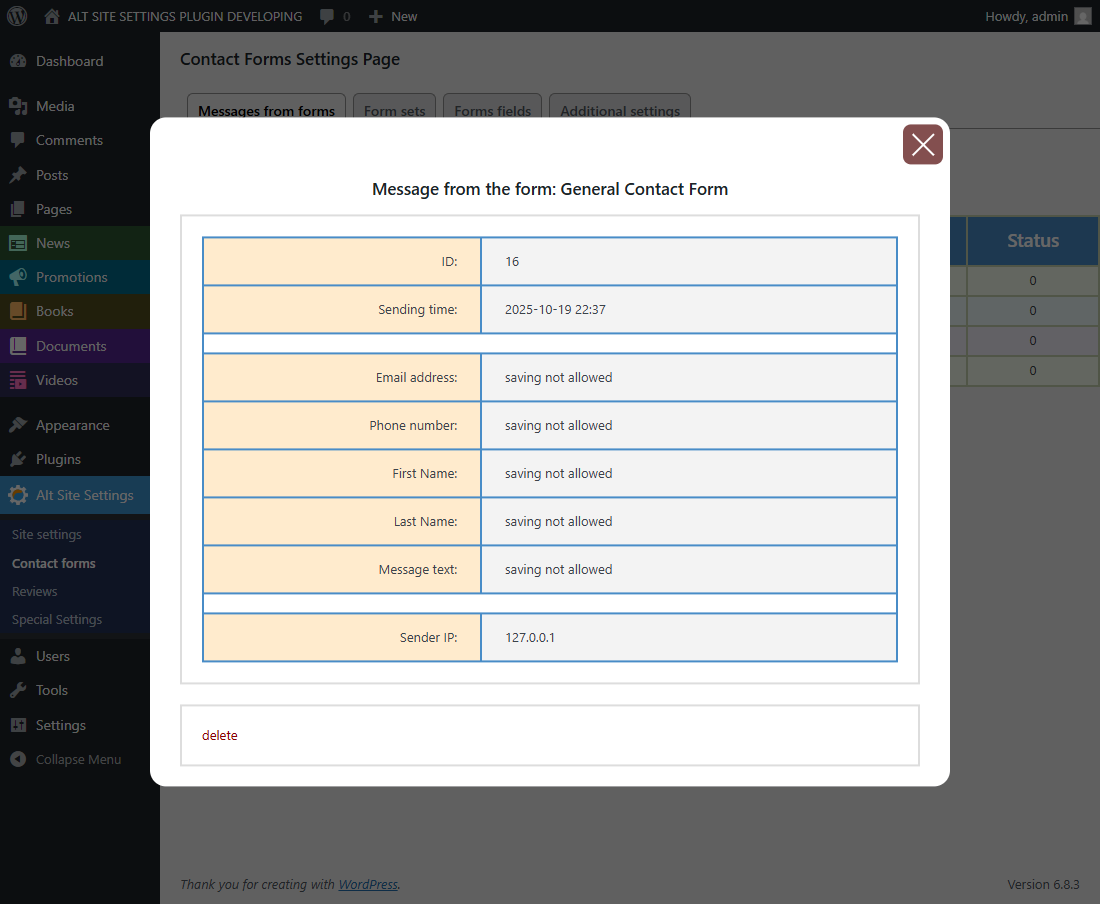 ALT SITE SETTINGS PLUGIN DEVELOPING 0 New Howdy, admin
Dashboard
Media
Comments
Posts
Pages
News
Promotions
Books
Documents
Videos
Appearance
Plugins
Alt Site Settings
Site settings
Contact forms
Reviews
Special Settings
Users
Tools
Settings
Collapse Menu
Contact Forms Settings Page
Messages from forms Form sets Forms fields Additional settings
Status
0
0
0
0
Message from the form: General Contact Form
ID: 16
Sending time: 2025-10-19 22:37
Email address: saving not allowed
Phone number: saving not allowed
First Name: saving not allowed
Last Name: saving not allowed
Message text: saving not allowed
Sender IP: 127.0.0.1
delete
Thank you for creating with WordPress. Version 6.8.3